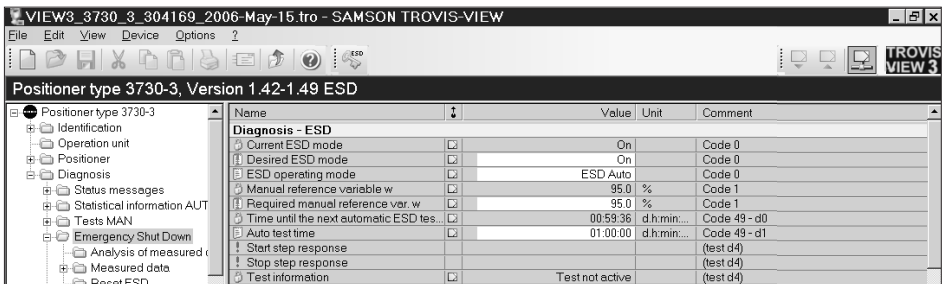 VIEW3_3730_3_304169_2006-May-15.tro - SAMSON TROVIS-VIEW
File Edit View Device Options ?
ESD
TROVIS
VIEW 3
Positioner type 3730-3, Version 1.42-1.49 ESD
Positioner type 3730-3
Identification
Operation unit
Positioner
Diagnosis
Status messages
Statistical information AUT
Tests MAN
Emergency Shut Down
Analysis of measured
Measured data
Reset ESD
Name Value Unit Comment
Diagnosis - ESD
Current ESD mode On Code 0
Desired ESD mode On Code 0
ESD operating mode ESD Auto Code 0
Manual reference variable w 95.0 % Code 1
Required manual reference var. w 95.0 % Code 1
Time until the next automatic ESD tes... 00:59:36 d.h:min:... Code 49 - d0
Auto test time 01:00:00 d.h:min:... Code 49 - d1
Start step response (test d4)
Stop step response (test d4)
Test information Test not active (test d4)